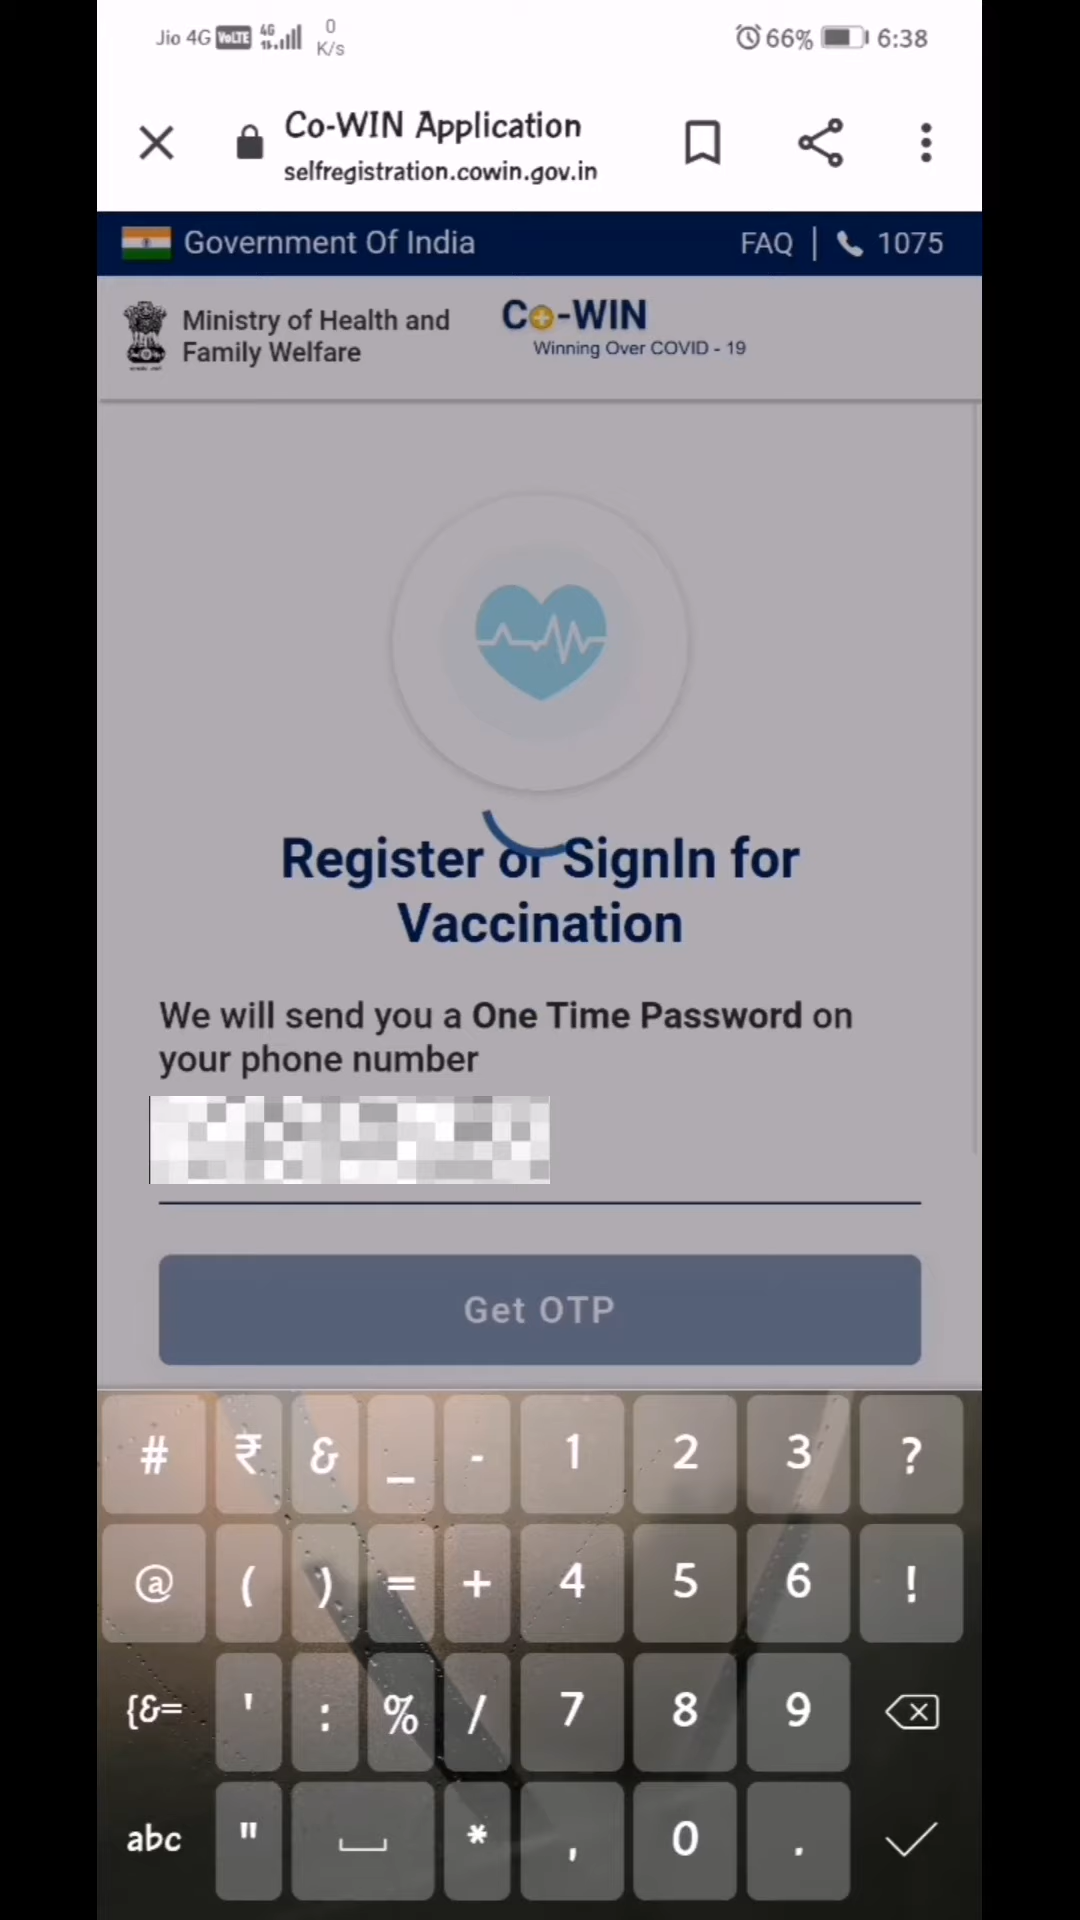 Jio 4G VoLTE 4G 0 K/s 66% 6:38
Co-WIN Application
selfregistration.cowin.gov.in
Government Of India FAQ | 1075
Ministry of Health and
Family Welfare
Co-WIN
Winning Over COVID - 19
Register or SignIn for
Vaccination
We will send you a One Time Password on
your phone number
Get OTP
# ₹ & _ - 1 2 3 ?
@ ( ) = + 4 5 6 !
{&= ' : % / 7 8 9
abc " * , 0 .